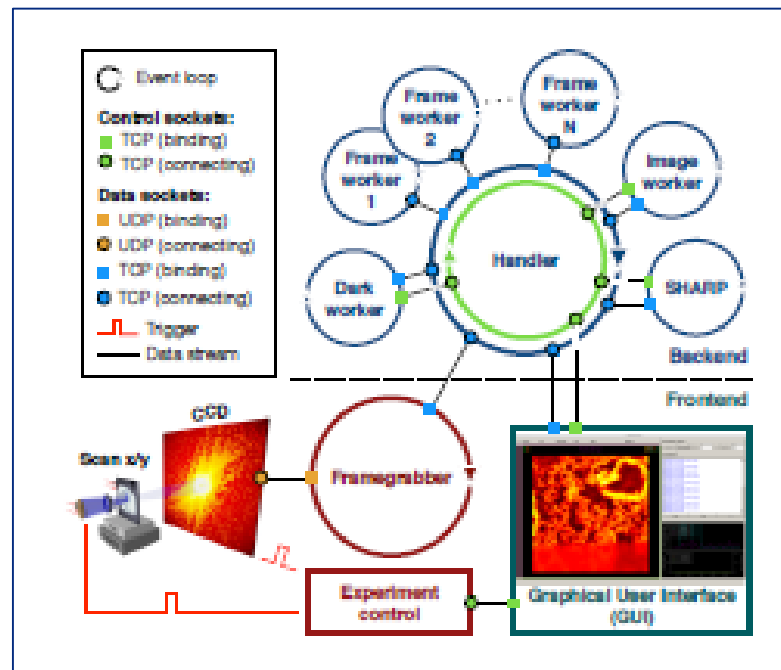 Event loop
Control sockets:
TCP (binding)
TCP (connecting)
Data sockets:
UDP (binding)
UDP (connecting)
TCP (binding)
TCP (connecting)
Trigger
Data stream
Frame
worker
1
Frame
worker
2
Frame
worker
N
Image
worker
Handler
Dark
worker
SHARP
Backend
Frontend
CCD
Scan x/y
Framegrabber
Experiment
control
Graphical User Interface
(GUI)